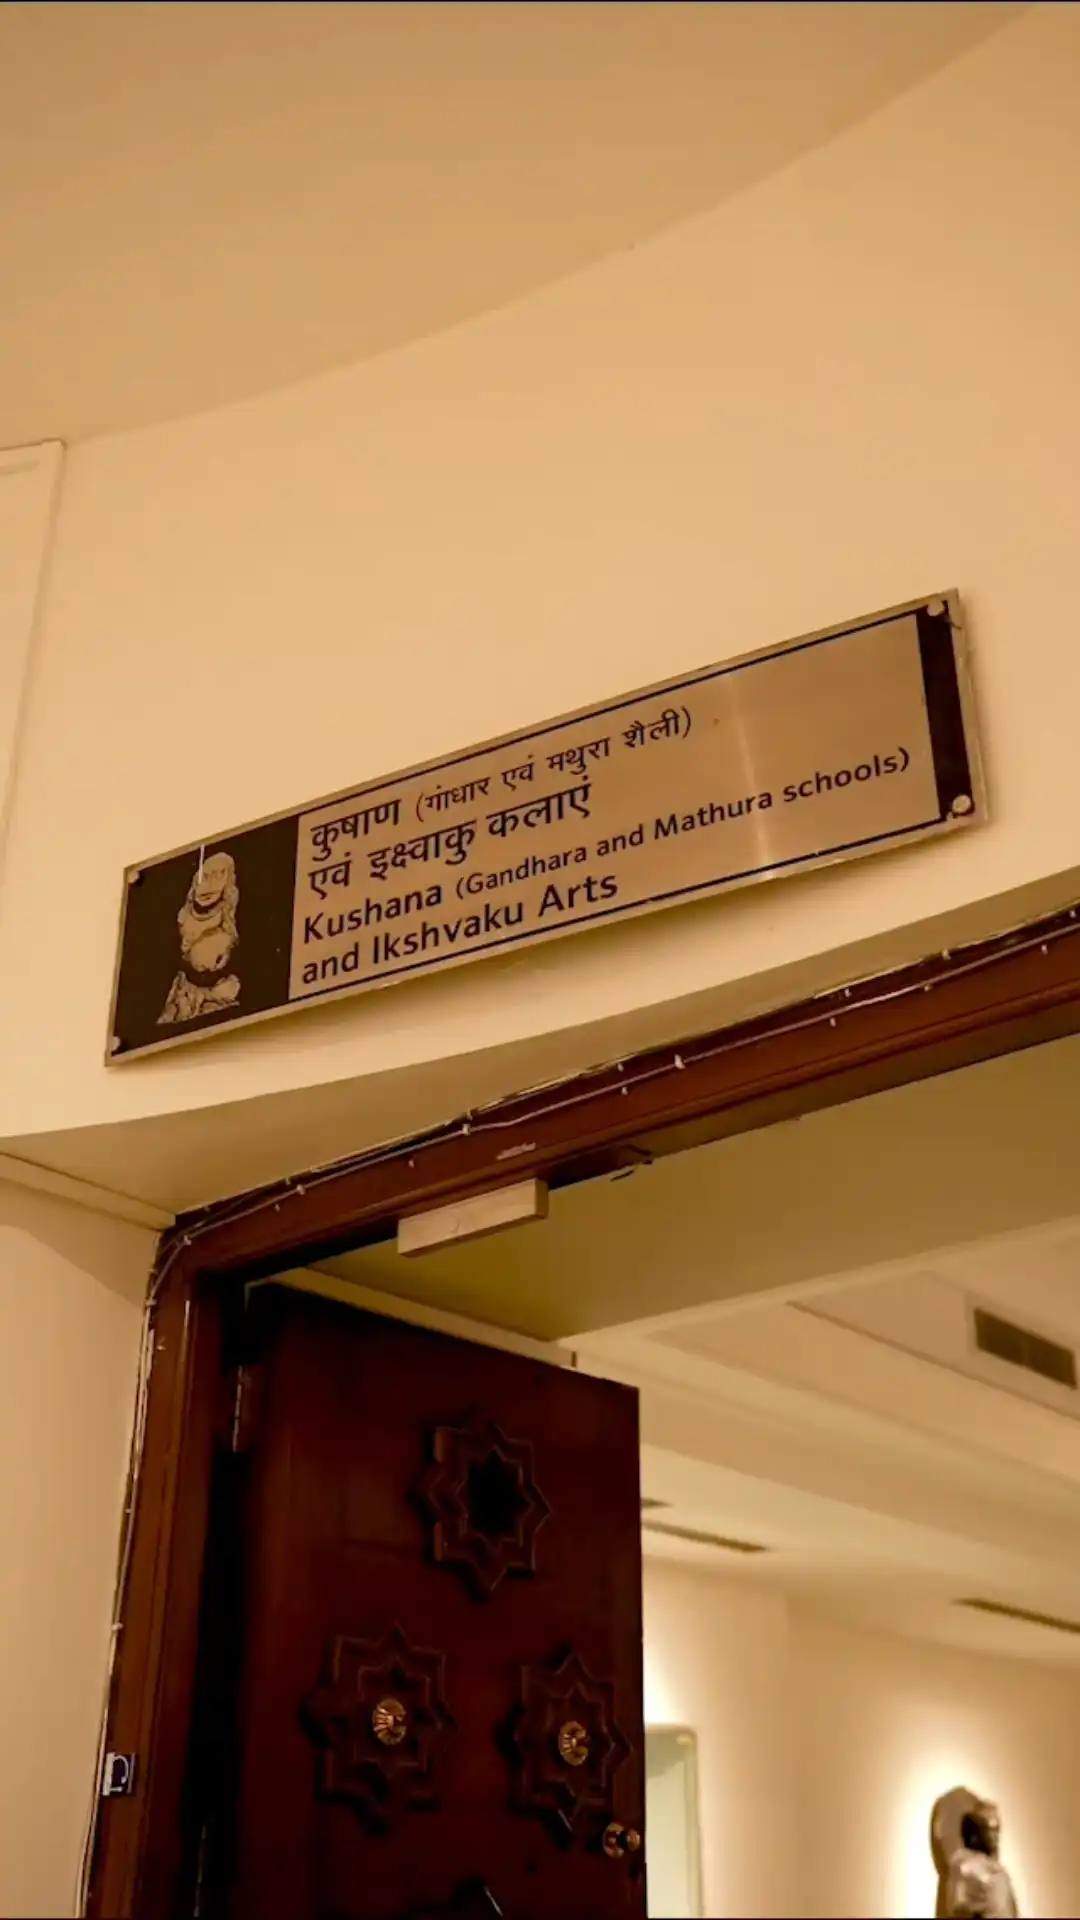 कुषाण (गांधार एवं मथुरा शैली)
एवं इक्ष्वाकु कलाएं
Kushana (Gandhara and Mathura schools)
and Ikshvaku Arts